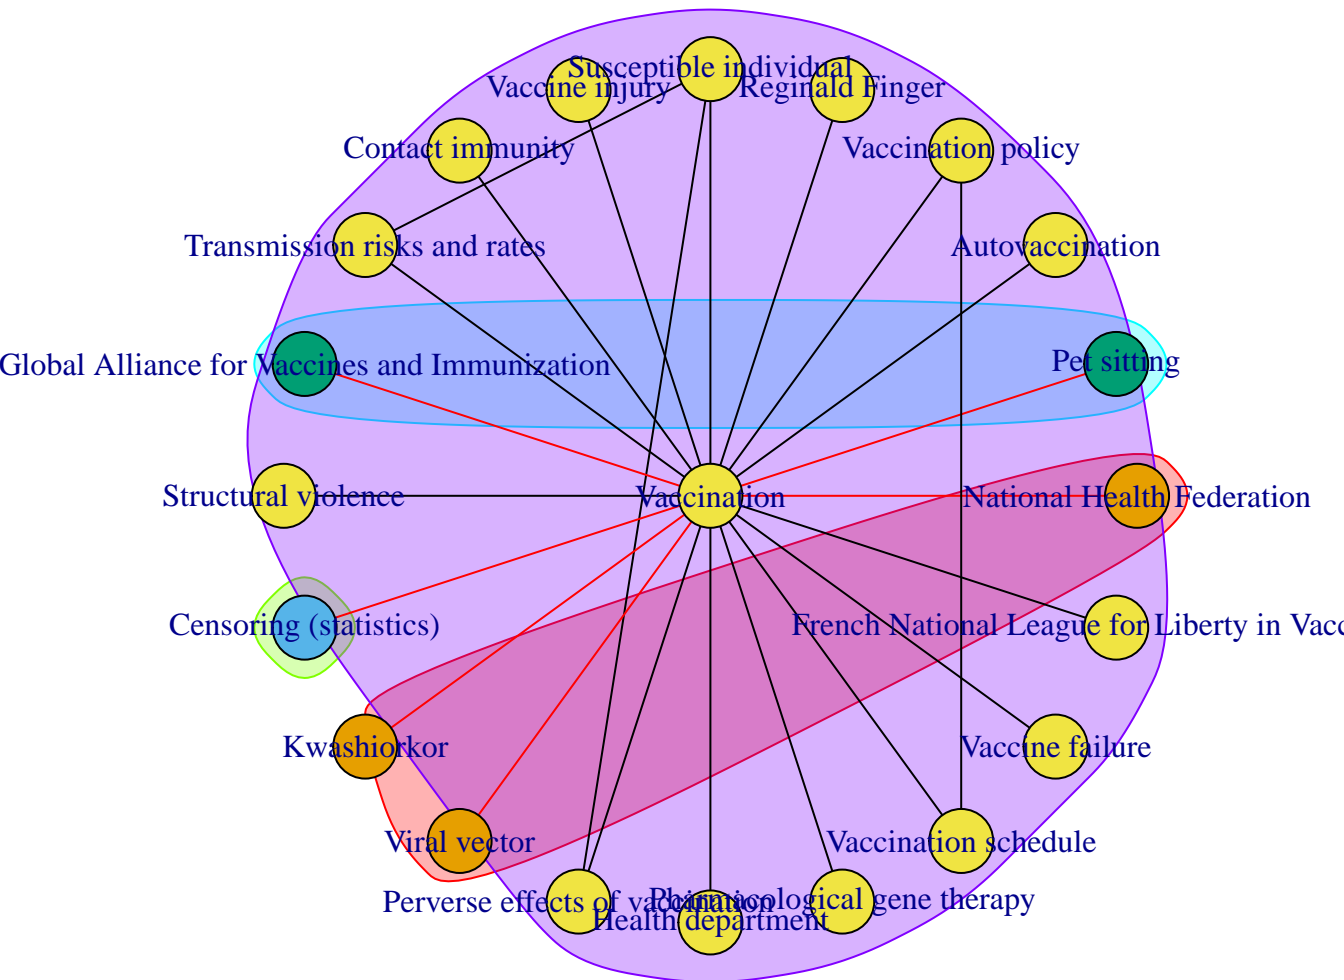 Susceptible individual
Vaccine injury
Reginald Finger
Contact immunity
Vaccination policy
Transmission risks and rates
Autovaccination
Global Alliance for Vaccines and Immunization
Pet sitting
Structural violence
Vaccination
National Health Federation
Censoring (statistics)
French National League for Liberty in Vacc
Kwashiorkor
Vaccine failure
Viral vector
Vaccination schedule
Perverse effects of vaccination
Pharmacological gene therapy
Health department